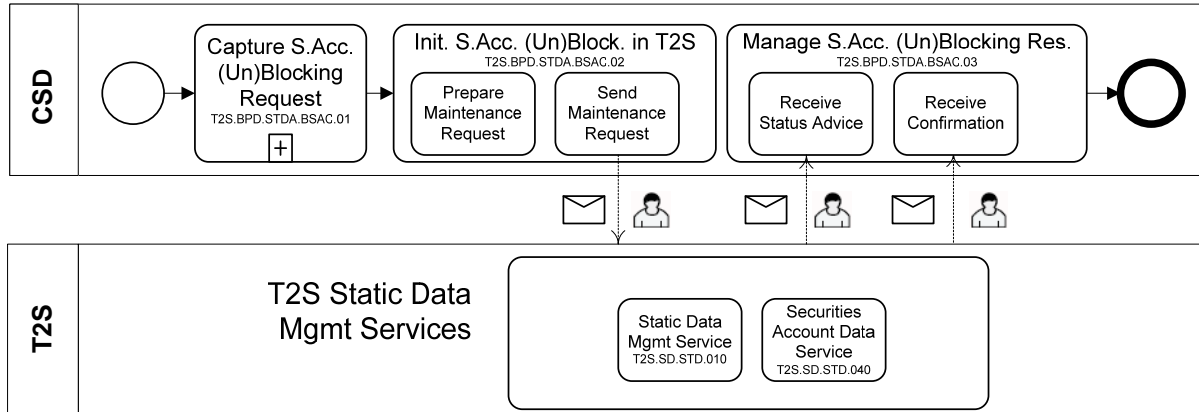 CSD
Capture S.Acc.
(Un)Blocking
Request
T2S.BPD.STDA.BSAC.01
+
Init. S.Acc. (Un)Block. in T2S
T2S.BPD.STDA.BSAC.02
Prepare
Maintenance
Request
Send
Maintenance
Request
Manage S.Acc. (Un)Blocking Res.
T2S.BPD.STDA.BSAC.03
Receive
Status Advice
Receive
Confirmation
T2S
T2S Static Data
Mgmt Services
Static Data
Mgmt Service
T2S.SD.STD.010
Securities
Account Data
Service
T2S.SD.STD.040